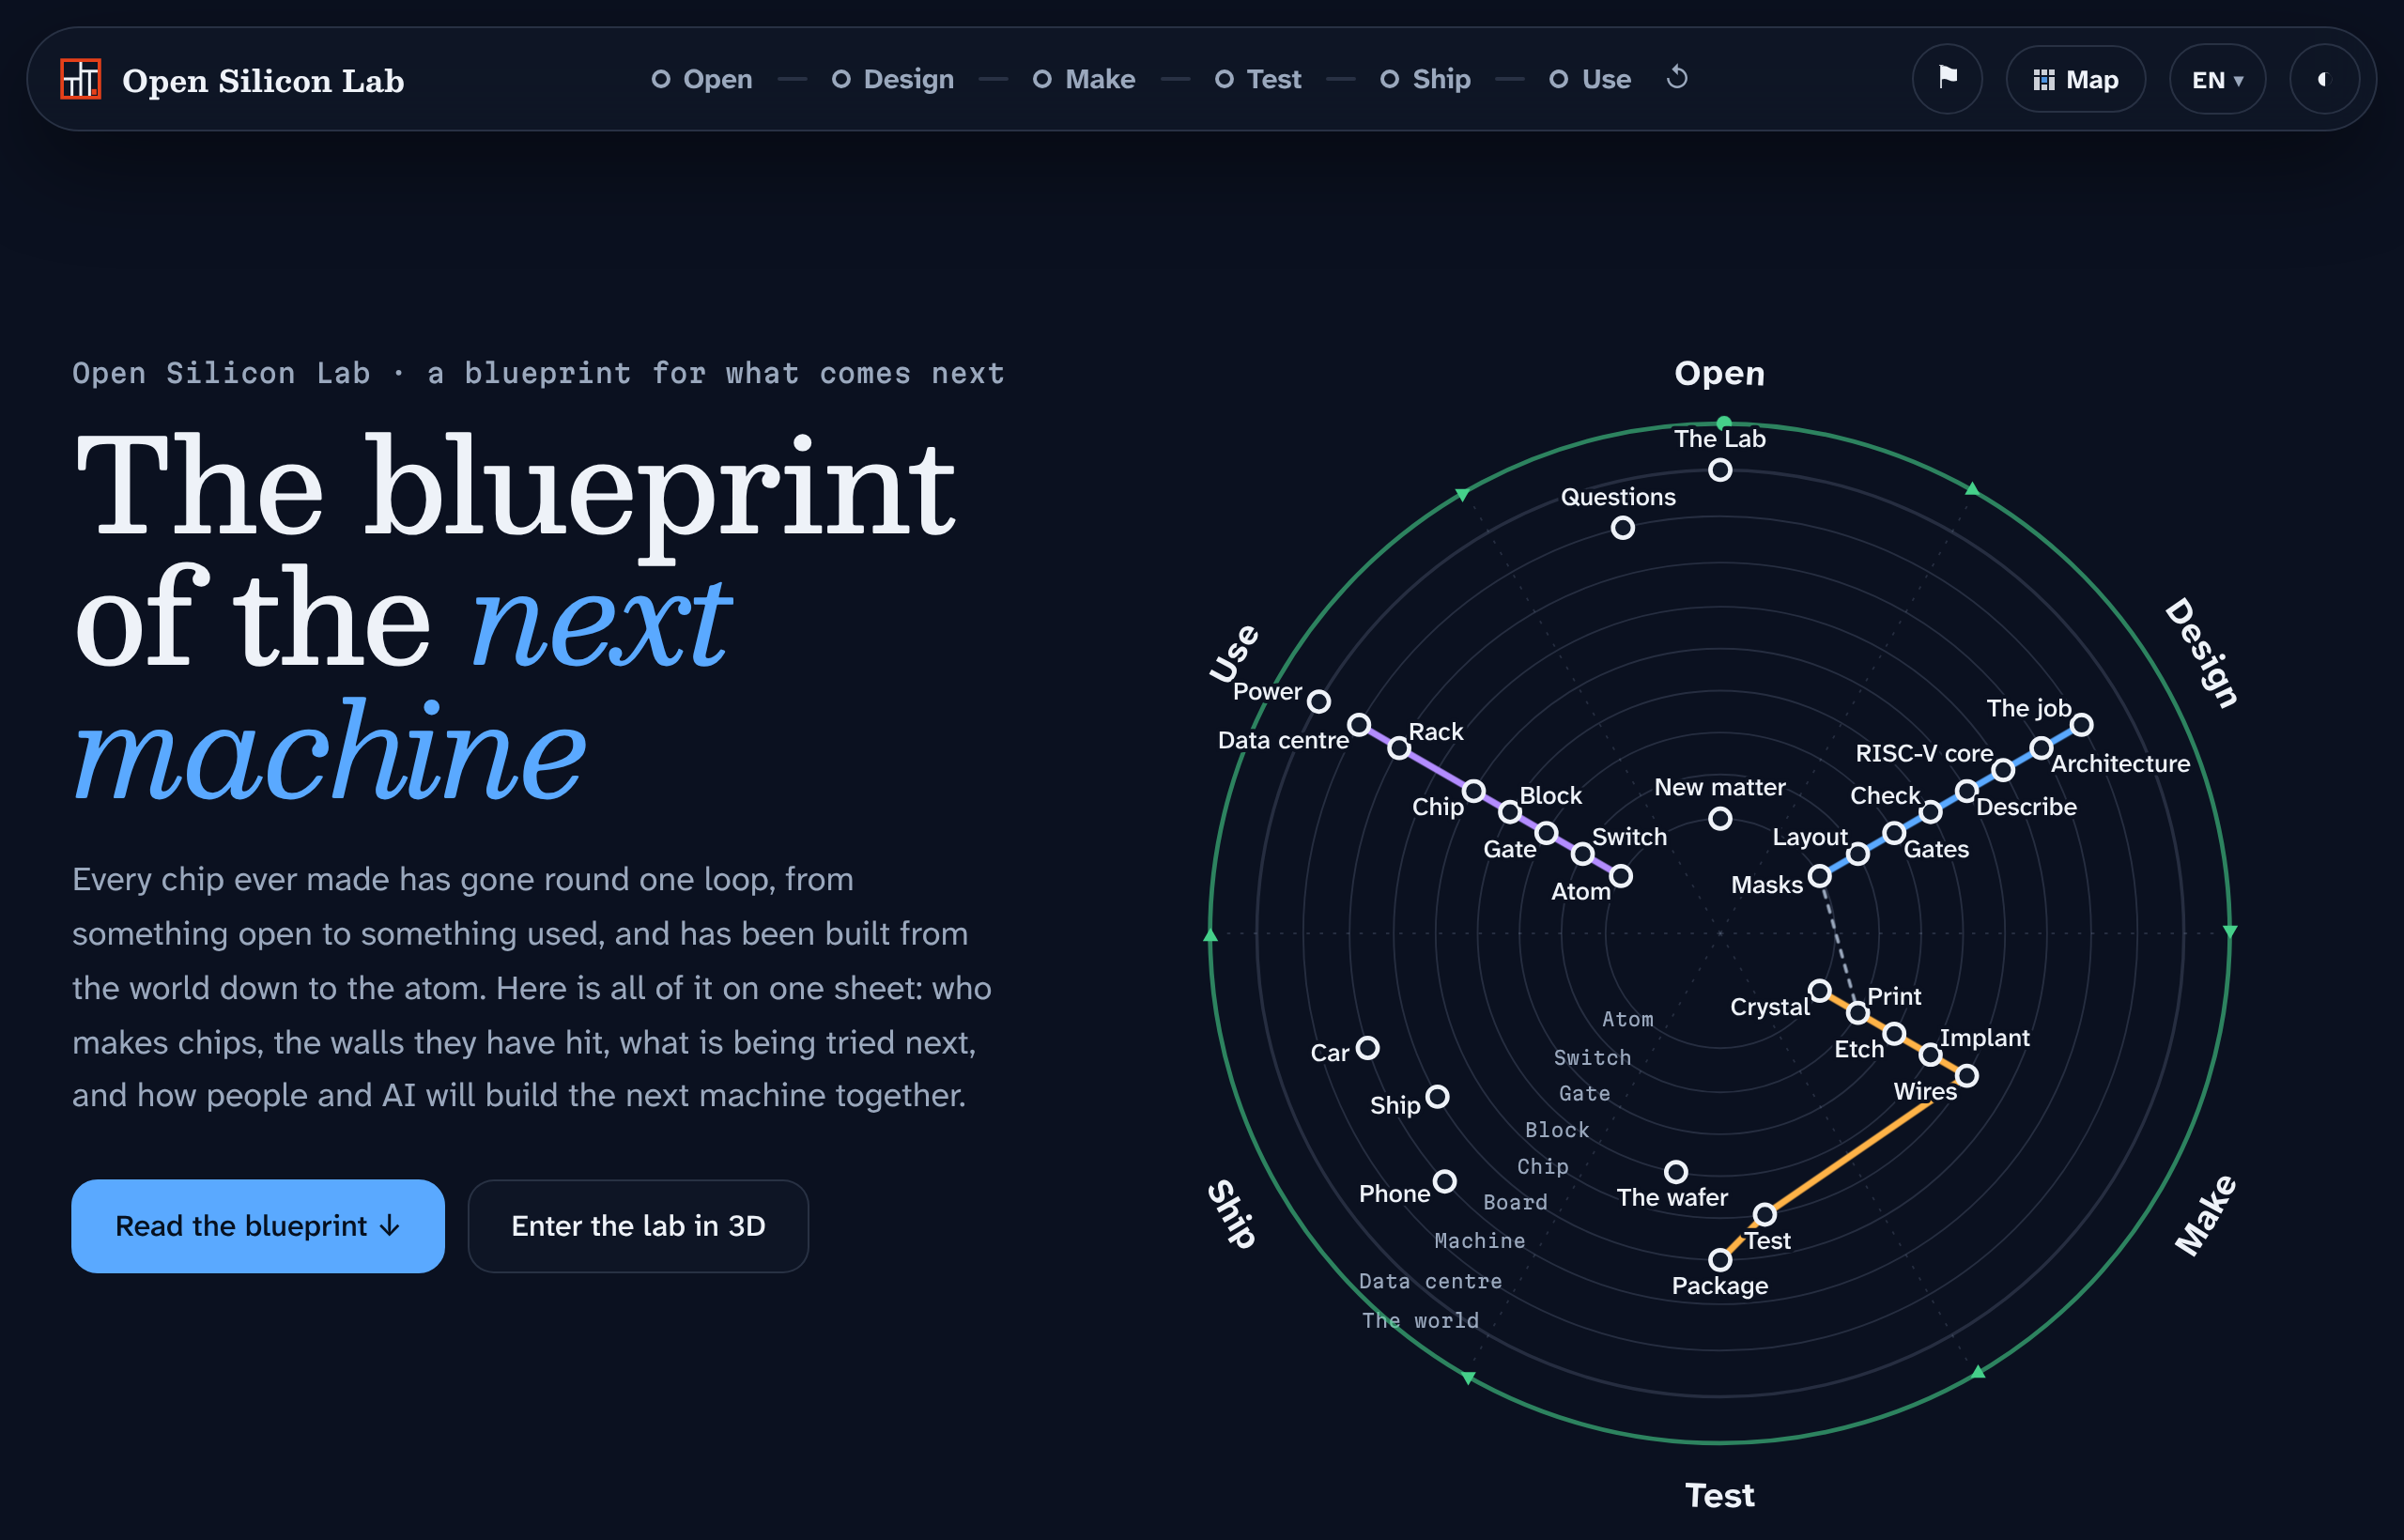 Open Silicon Lab
Open
Design
Make
Test
Ship
Use
Map
EN
Open Silicon Lab · a blueprint for what comes next
The blueprint
of the next
machine
Every chip ever made has gone round one loop, from
something open to something used, and has been built from
the world down to the atom. Here is all of it on one sheet: who
makes chips, the walls they have hit, what is being tried next,
and how people and AI will build the next machine together.
Read the blueprint ↓
Enter the lab in 3D
Open
The Lab
Questions
Design
Use
Power
Data centre
Rack
Chip
Block
Gate
Switch
Atom
New matter
The job
Architecture
RISC-V core
Describe
Check
Gates
Layout
Masks
Crystal
Print
Etch
Implant
Wires
Car
Ship
Phone
Atom
Switch
Gate
Block
Chip
Board
Machine
Data centre
The world
The wafer
Test
Package
Ship
Make
Test